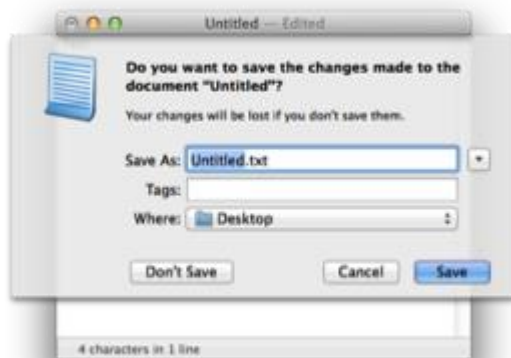 Untitled — Edited
Do you want to save the changes made to the
document "Untitled"?
Your changes will be lost if you don't save them.
Save As: Untitled.txt
Tags:
Where: Desktop
Don't Save Cancel Save
4 characters in 1 line